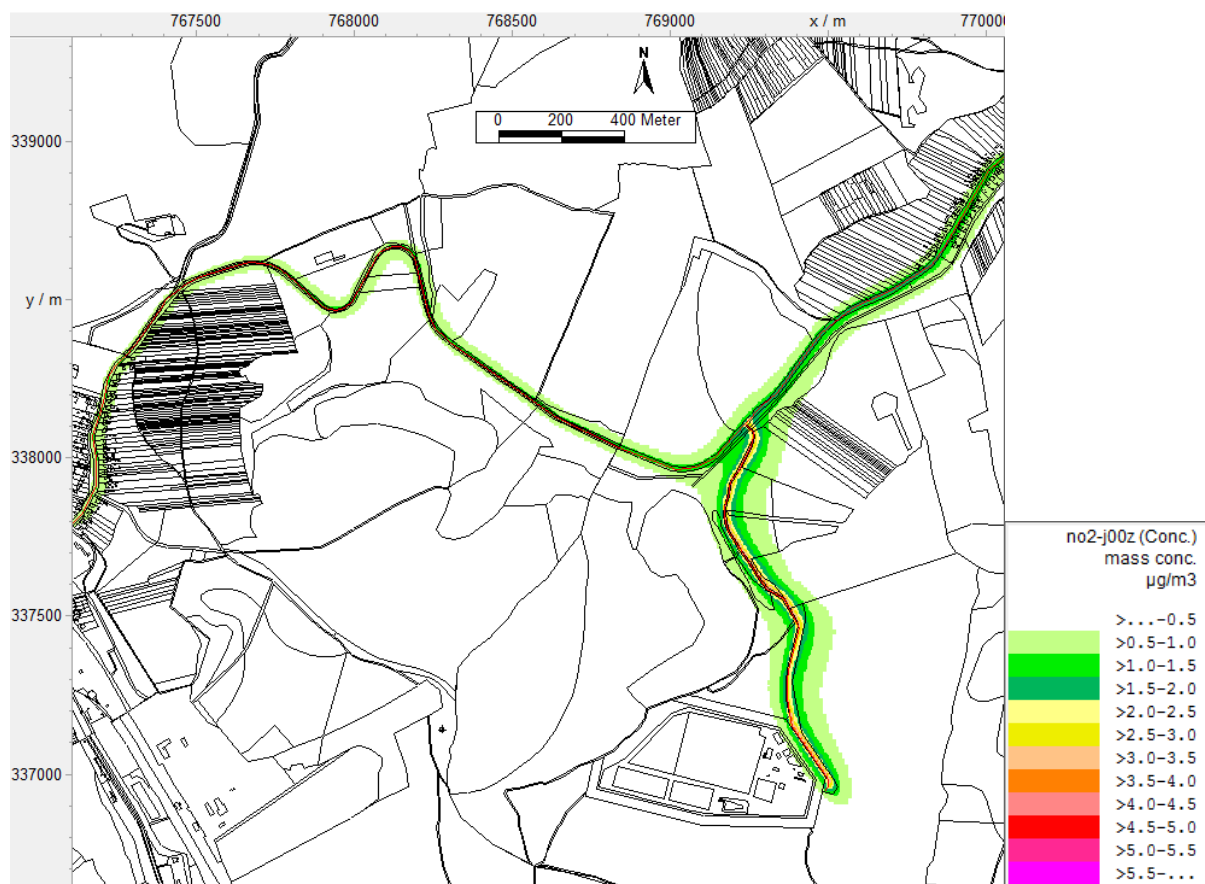 767500 768000 768500 769000 x / m 77000
N
0 200 400 Meter
339000
y / m
338000
337500
337000
no2-j00z (Conc.)
mass conc.
µg/m3
>...-0.5
>0.5-1.0
>1.0-1.5
>1.5-2.0
>2.0-2.5
>2.5-3.0
>3.0-3.5
>3.5-4.0
>4.0-4.5
>4.5-5.0
>5.0-5.5
>5.5-...